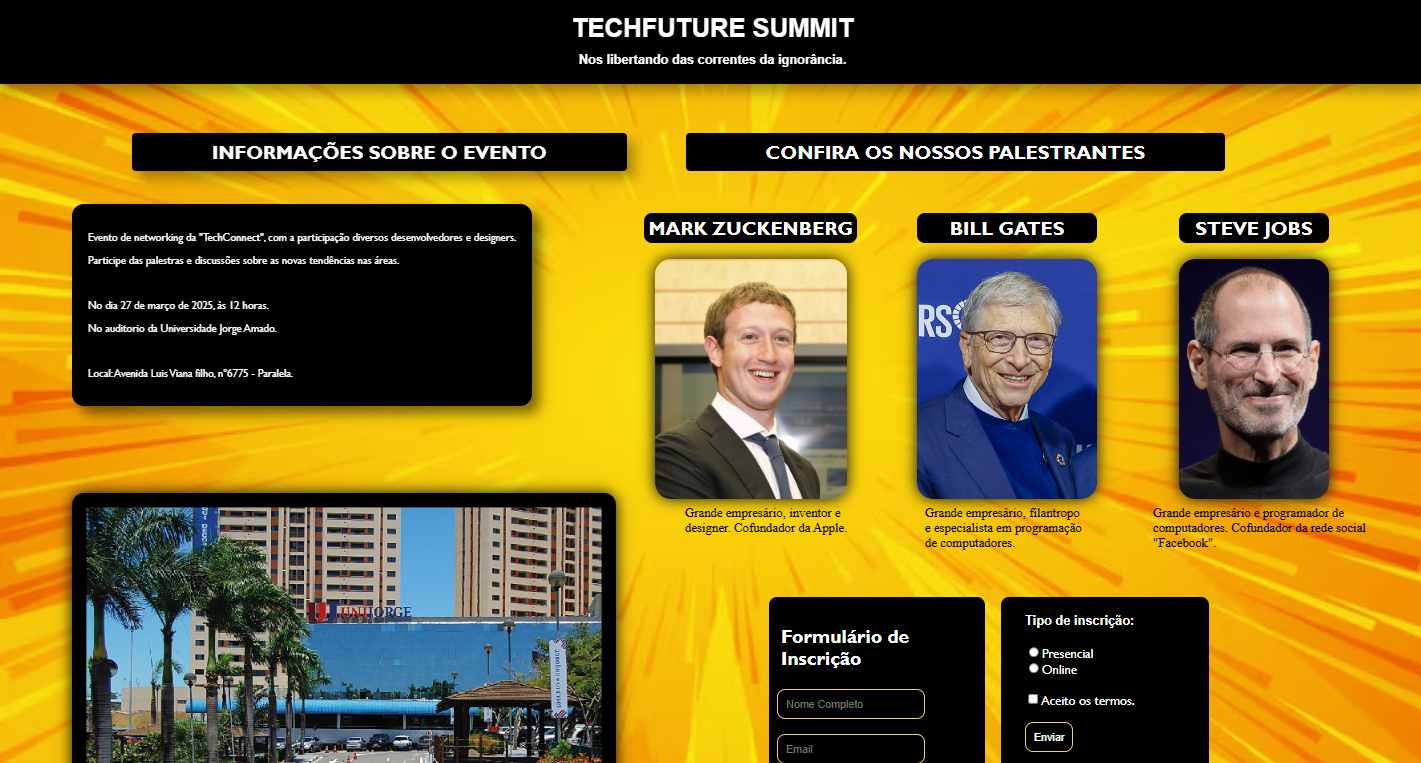 TECHFUTURE SUMMIT
Nos libertando das correntes da ignorância.
INFORMAÇÕES SOBRE O EVENTO
Evento de networking da "TechConnect", com a participação diversos desenvolvedores e designers.
Participe das palestras e discussões sobre as novas tendências nas áreas.
No dia 27 de março de 2025, às 12 horas.
No auditorio da Universidade Jorge Amado.
Local: Avenida Luis Viana filho, n°6775 - Paralela.
UNIJORGE
CONFIRA OS NOSSOS PALESTRANTES
MARK ZUCKENBERG
BILL GATES
STEVE JOBS
RS
Grande empresário, inventor e
designer. Cofundador da Apple.
Grande empresário, filantropo
e especialista em programação
de computadores.
Grande empresário e programador de
computadores. Cofundador da rede social
"Facebook".
Formulário de
Inscrição
Nome Completo
Email
Tipo de inscrição:
Presencial
Online
Aceito os termos.
Enviar